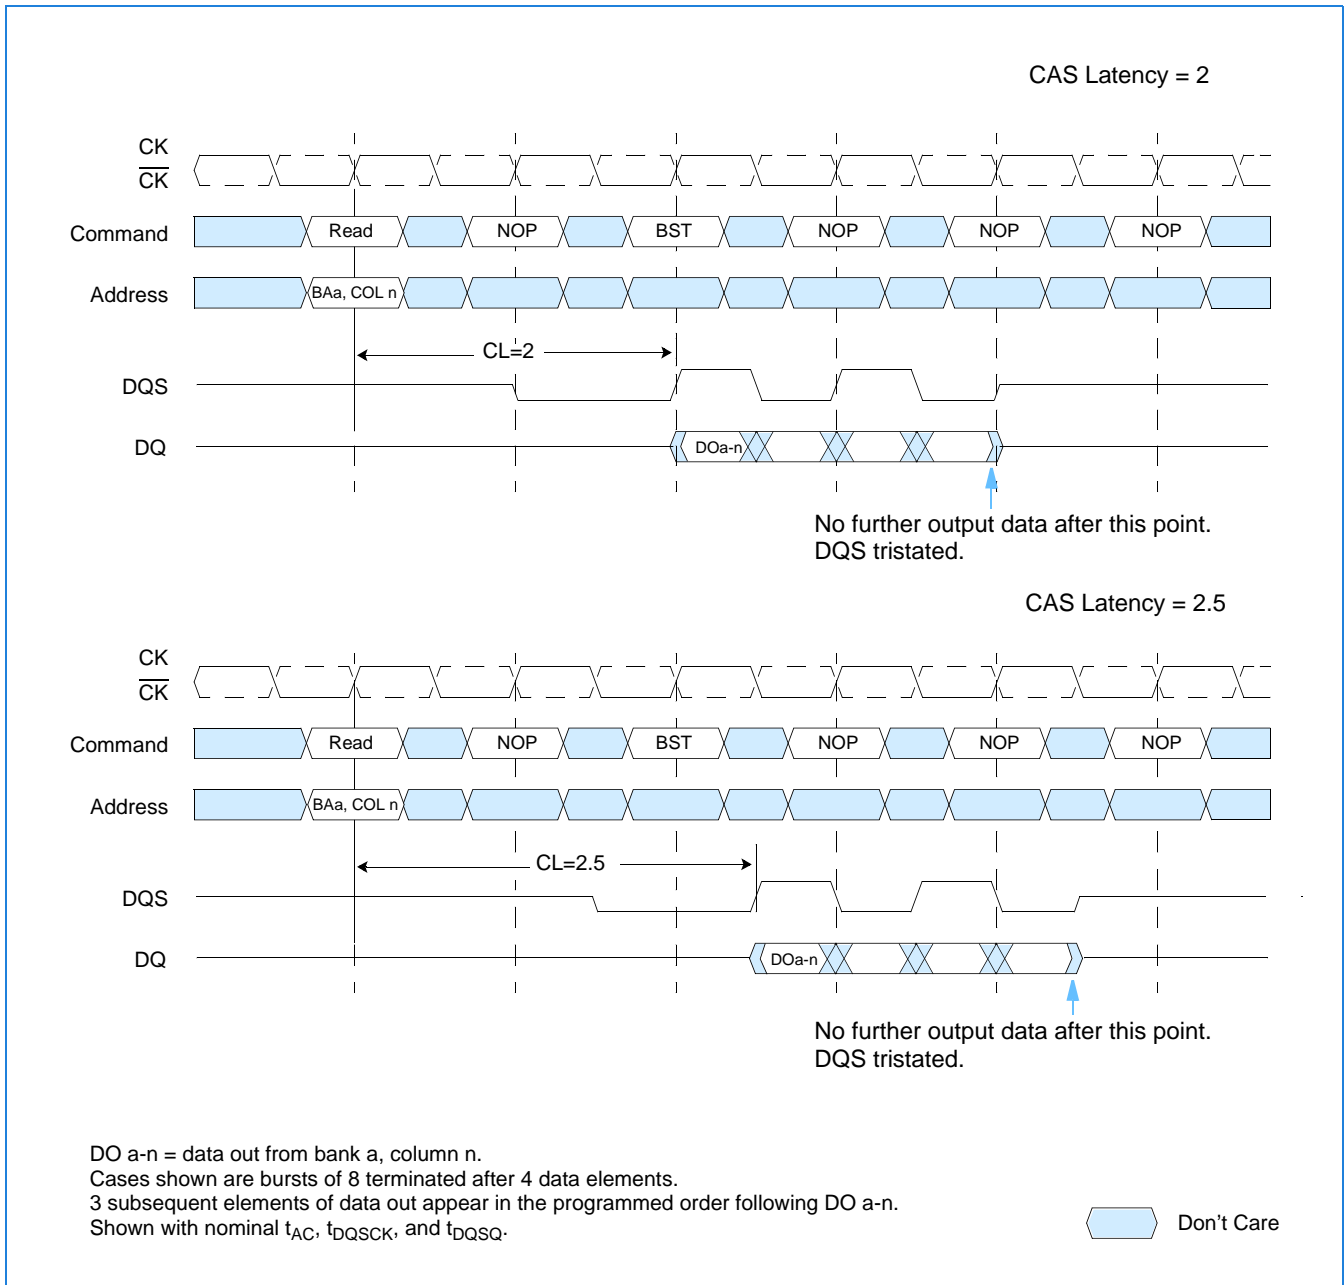 CAS Latency = 2
CK
CK
Command
Read NOP BST NOP NOP NOP
Address
BAa, COL n
CL=2
DQS
DQ
DOa-n
No further output data after this point.
DQS tristated.
CAS Latency = 2.5
CK
CK
Command
Read NOP BST NOP NOP NOP
Address
BAa, COL n
CL=2.5
DQS
DQ
DOa-n
No further output data after this point.
DQS tristated.
DO a-n = data out from bank a, column n.
Cases shown are bursts of 8 terminated after 4 data elements.
3 subsequent elements of data out appear in the programmed order following DO a-n.
Shown with nominal tAC, tDQSCK, and tDQSQ.
Don't Care